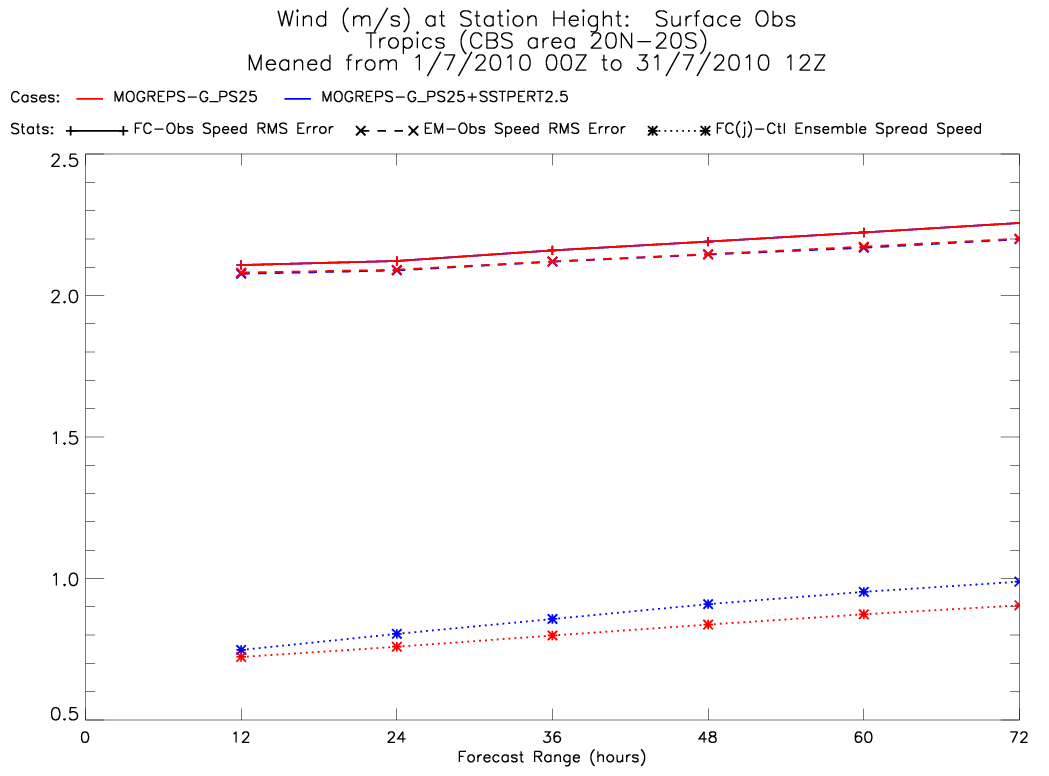 Wind (m/s) at Station Height:  Surface Obs
Tropics (CBS area 20N-20S)
Meaned from 1/7/2010 00Z to 31/7/2010 12Z
Cases: MOGREPS-G_PS25 MOGREPS-G_PS25+SSTPERT2.5
Stats: FC-Obs Speed RMS Error EM-Obs Speed RMS Error FC(j)-Ctl Ensemble Spread Speed
2.5
2.0
1.5
1.0
0.5
0 12 24 36 48 60 72
Forecast Range (hours)